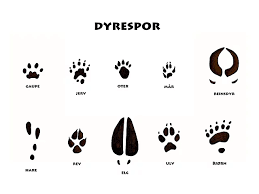 DYRESPOR
GAUPE JERV OTER MÅR REINSDYR
HARE REV ELG ULV BJØRN